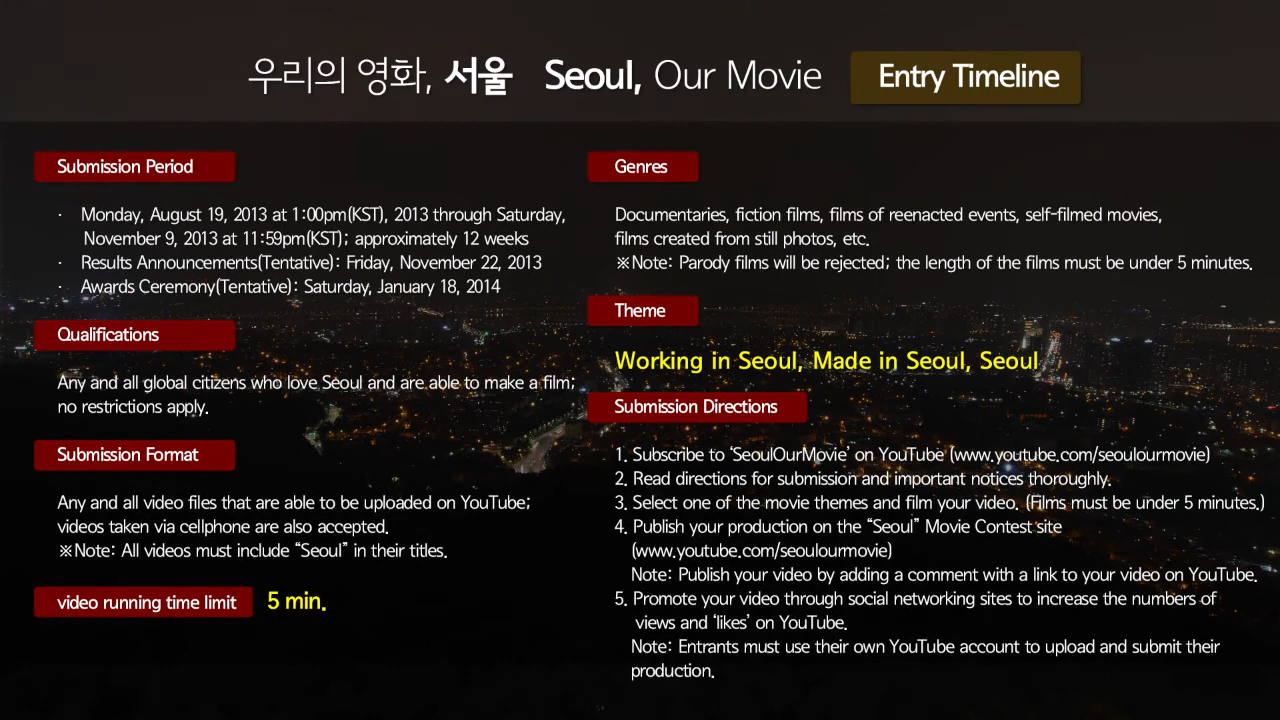 우리의 영화, 서울 Seoul, Our Movie Entry Timeline
Submission Period
· Monday, August 19, 2013 at 1:00pm(KST), 2013 through Saturday,
November 9, 2013 at 11:59pm(KST); approximately 12 weeks
· Results Announcements(Tentative): Friday, November 22, 2013
· Awards Ceremony(Tentative): Saturday, January 18, 2014
Qualifications
Any and all global citizens who love Seoul and are able to make a film;
no restrictions apply.
Submission Format
Any and all video files that are able to be uploaded on YouTube;
videos taken via cellphone are also accepted.
※Note: All videos must include “Seoul” in their titles.
video running time limit 5 min.
Genres
Documentaries, fiction films, films of reenacted events, self-filmed movies,
films created from still photos, etc.
※Note: Parody films will be rejected; the length of the films must be under 5 minutes.
Theme
Working in Seoul, Made in Seoul, Seoul
Submission Directions
1. Subscribe to ‘SeoulOurMovie’ on YouTube (www.youtube.com/seoulourmovie)
2. Read directions for submission and important notices thoroughly.
3. Select one of the movie themes and film your video. (Films must be under 5 minutes.)
4. Publish your production on the “Seoul” Movie Contest site
(www.youtube.com/seoulourmovie)
Note: Publish your video by adding a comment with a link to your video on YouTube.
5. Promote your video through social networking sites to increase the numbers of
views and ‘likes’ on YouTube.
Note: Entrants must use their own YouTube account to upload and submit their
production.